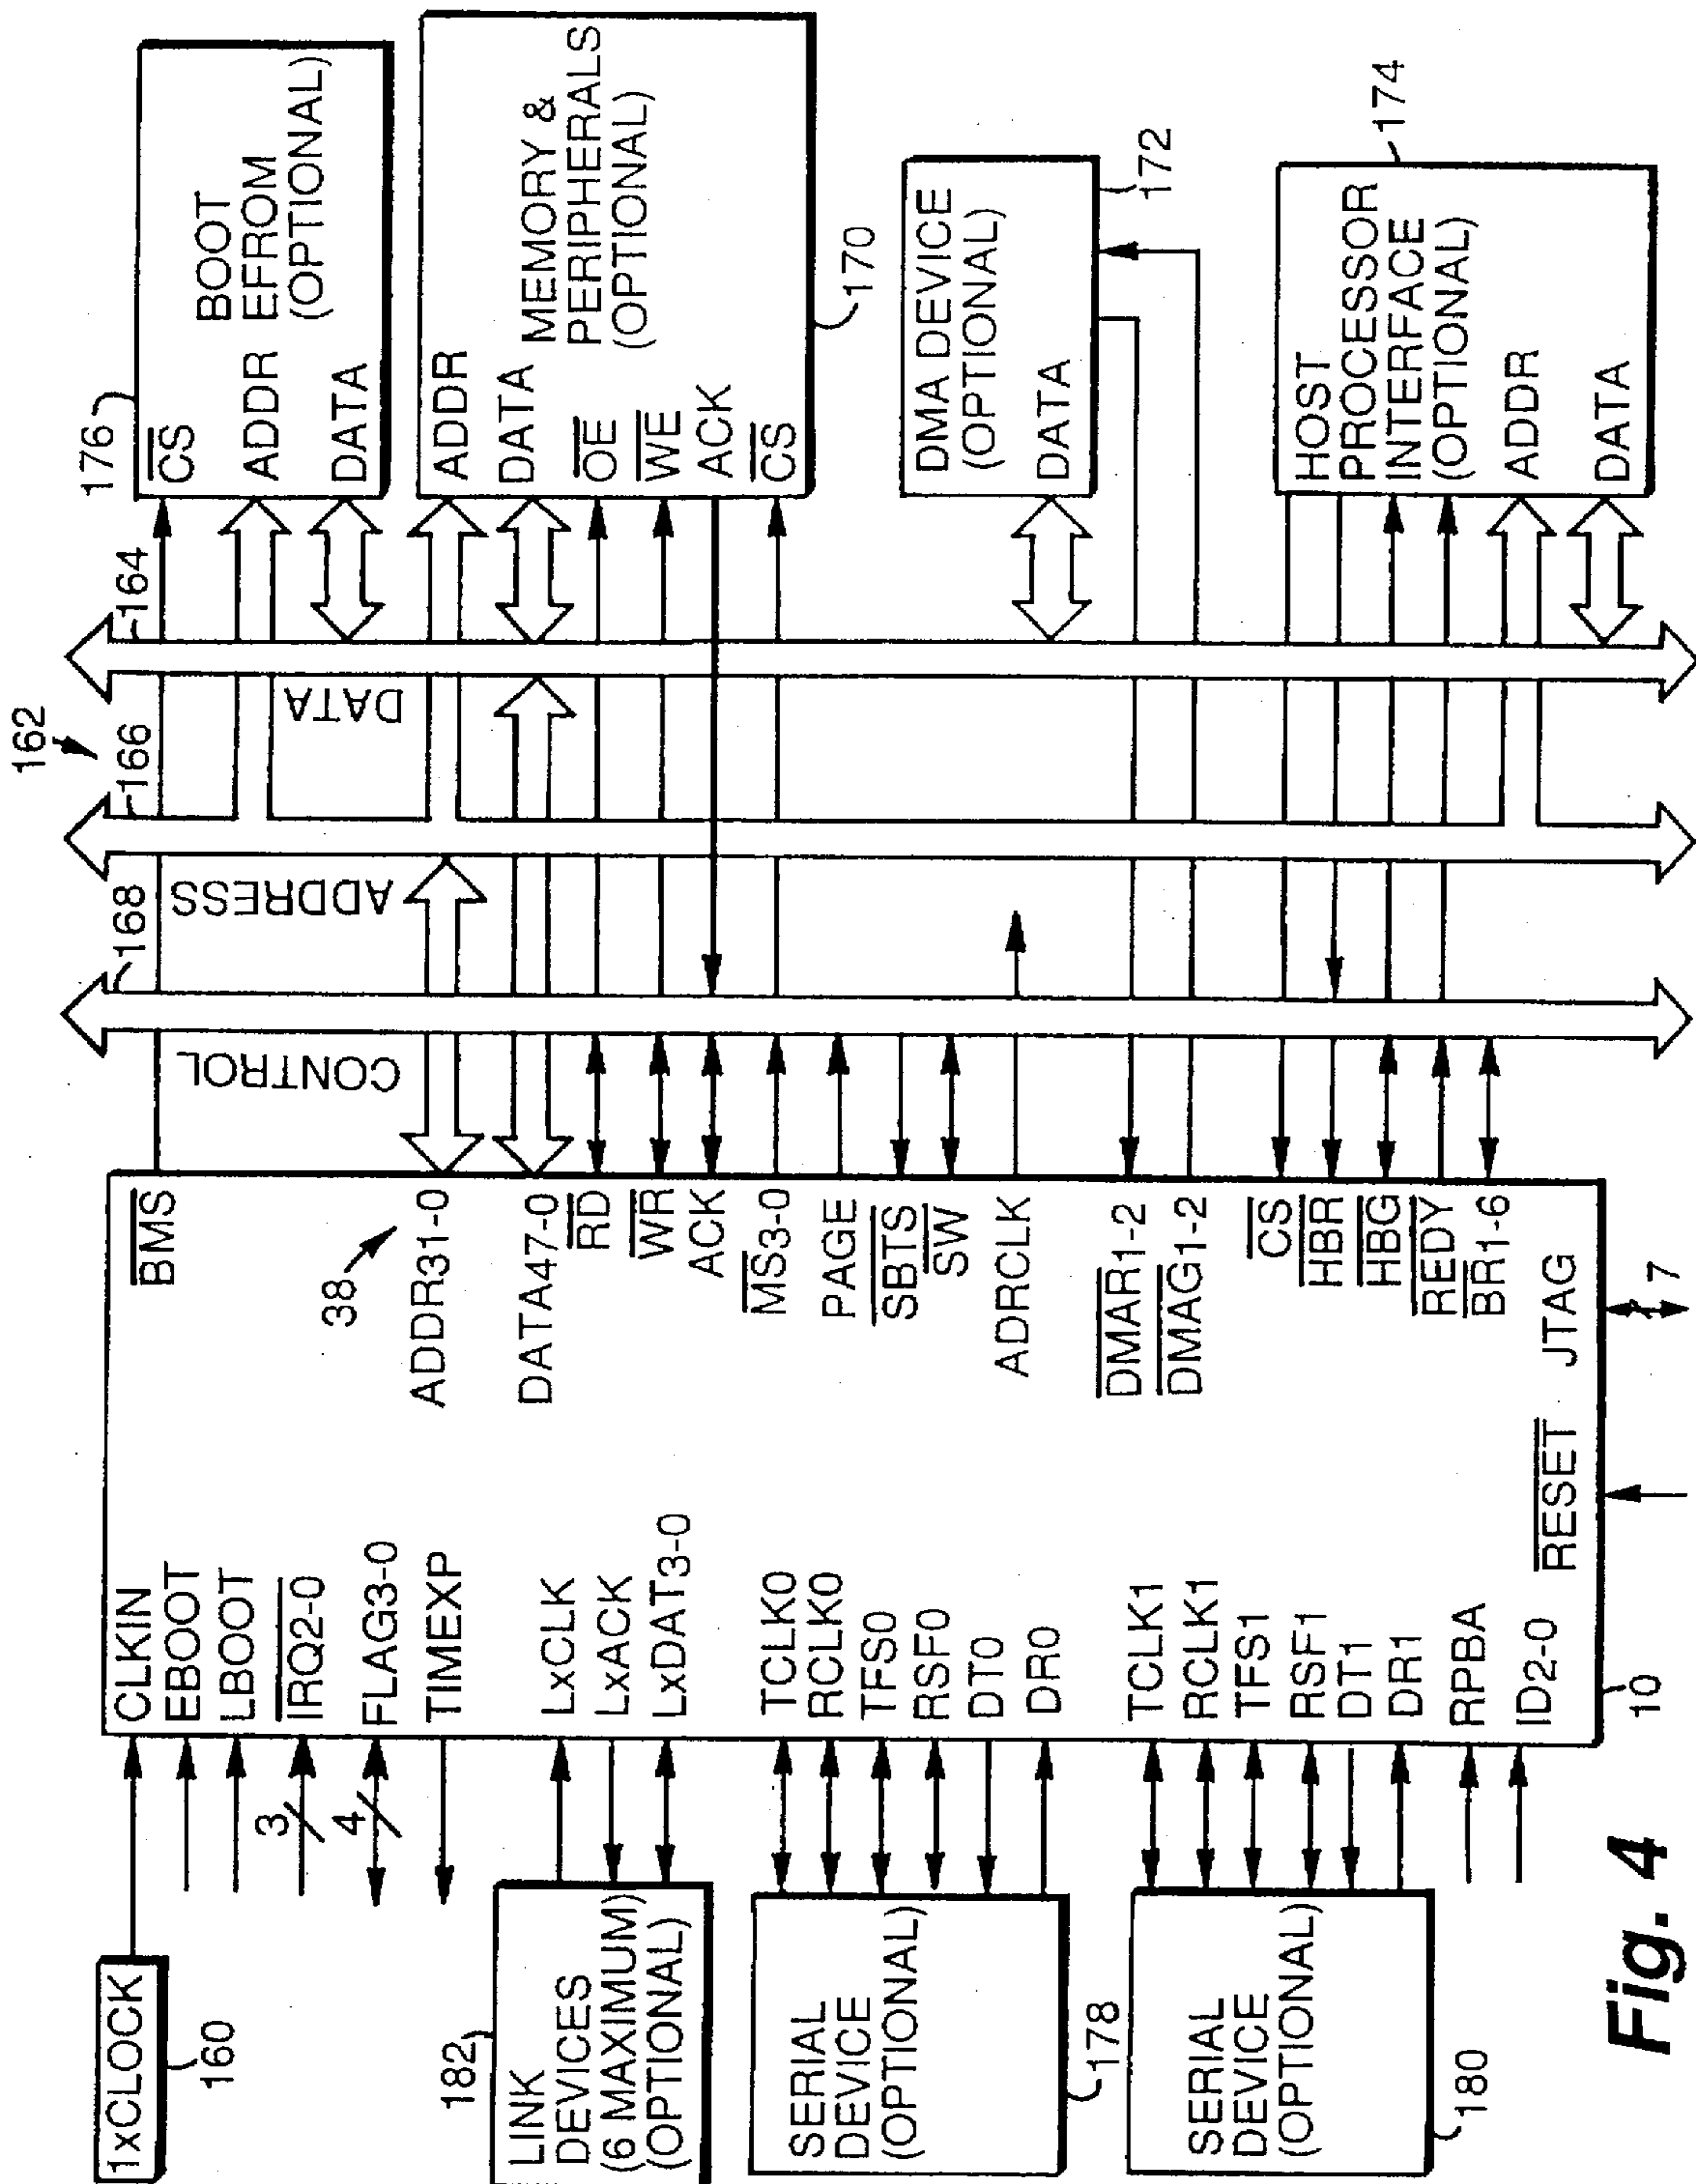 1xCLOCK
160
182
LINK
DEVICES
(6 MAXIMUM)
(OPTIONAL)
SERIAL
DEVICE
(OPTIONAL)
178
SERIAL
DEVICE
(OPTIONAL)
180
3
4
CLKIN
EBOOT
LBOOT
IRQ2-0
FLAG3-0
TIMEXP
LxCLK
LxACK
LxDAT3-0
TCLK0
RCLK0
TFS0
RSF0
DT0
DR0
TCLK1
RCLK1
TFS1
RSF1
DT1
DR1
RPBA
ID2-0
10
RESET
JTAG
7
BMS
38
ADDR31-0
DATA47-0
RD
WR
ACK
MS3-0
PAGE
SBTS
SW
ADRCLK
DMAR1-2
DMAG1-2
CS
HBR
HBG
REDY
BR1-6
CONTROL
168
ADDRESS
166
162
DATA
164
176
CS
BOOT
EFROM
(OPTIONAL)
ADDR
DATA
ADDR
DATA
MEMORY &
PERIPHERALS
(OPTIONAL)
OE
WE
ACK
CS
170
DMA DEVICE
(OPTIONAL)
DATA
172
174
HOST
PROCESSOR
INTERFACE
(OPTIONAL)
ADDR
DATA
Fig. 4